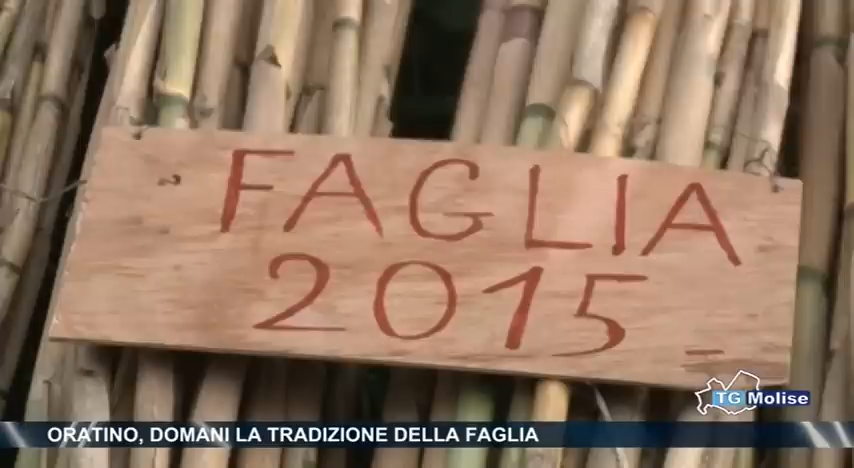 FAGLIA
2015
TG Molise
ORATINO, DOMANI LA TRADIZIONE DELLA FAGLIA